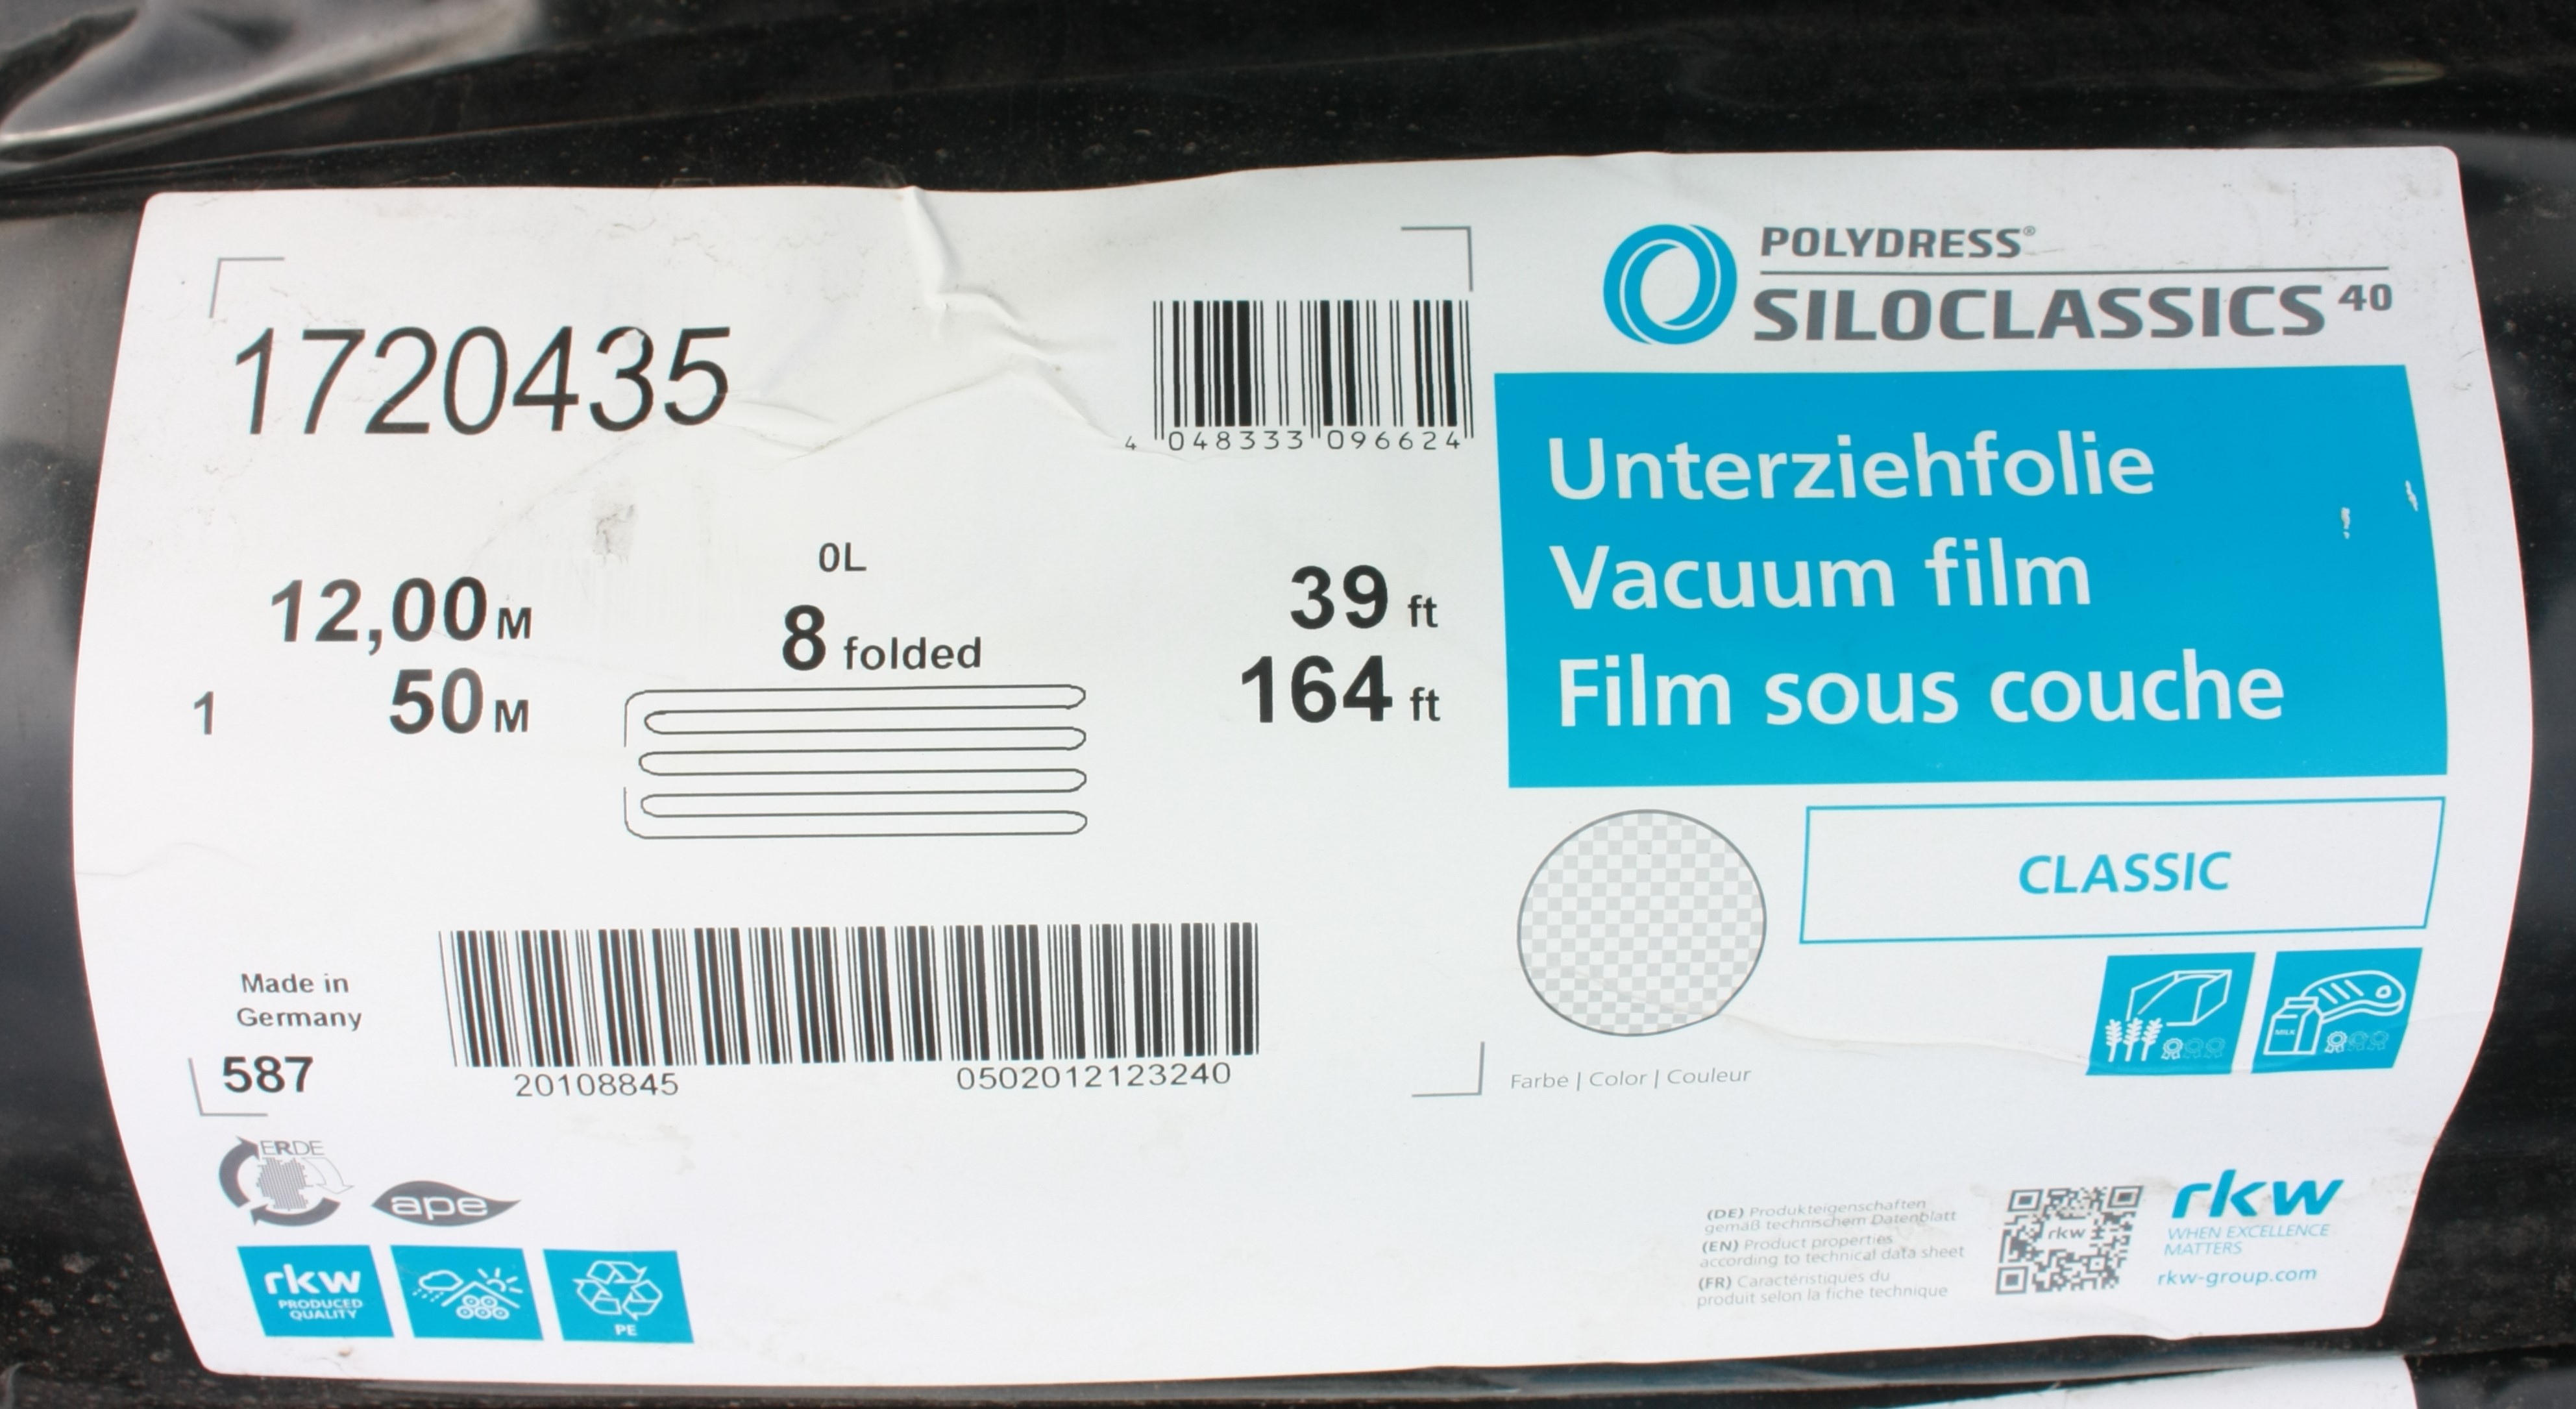 1720435
4 048333 096624
12,00 M
0L
8 folded
39 ft
1
50 M
164 ft
Made in
Germany
587
20108845
0502012123240
ERDE
ape
rkw
PRODUCED
QUALITY
PE
POLYDRESS®
SILOCLASSICS 40
Unterziehfolie
Vacuum film
Film sous couche
CLASSIC
MILK
Farbe | Color | Couleur
(DE) Produkteigenschaften
gemäß technischem Datenblatt
(EN) Product properties
according to technical data sheet
(FR) Caractéristiques du
produit selon la fiche technique
rkw
rkw
WHEN EXCELLENCE
MATTERS
rkw-group.com